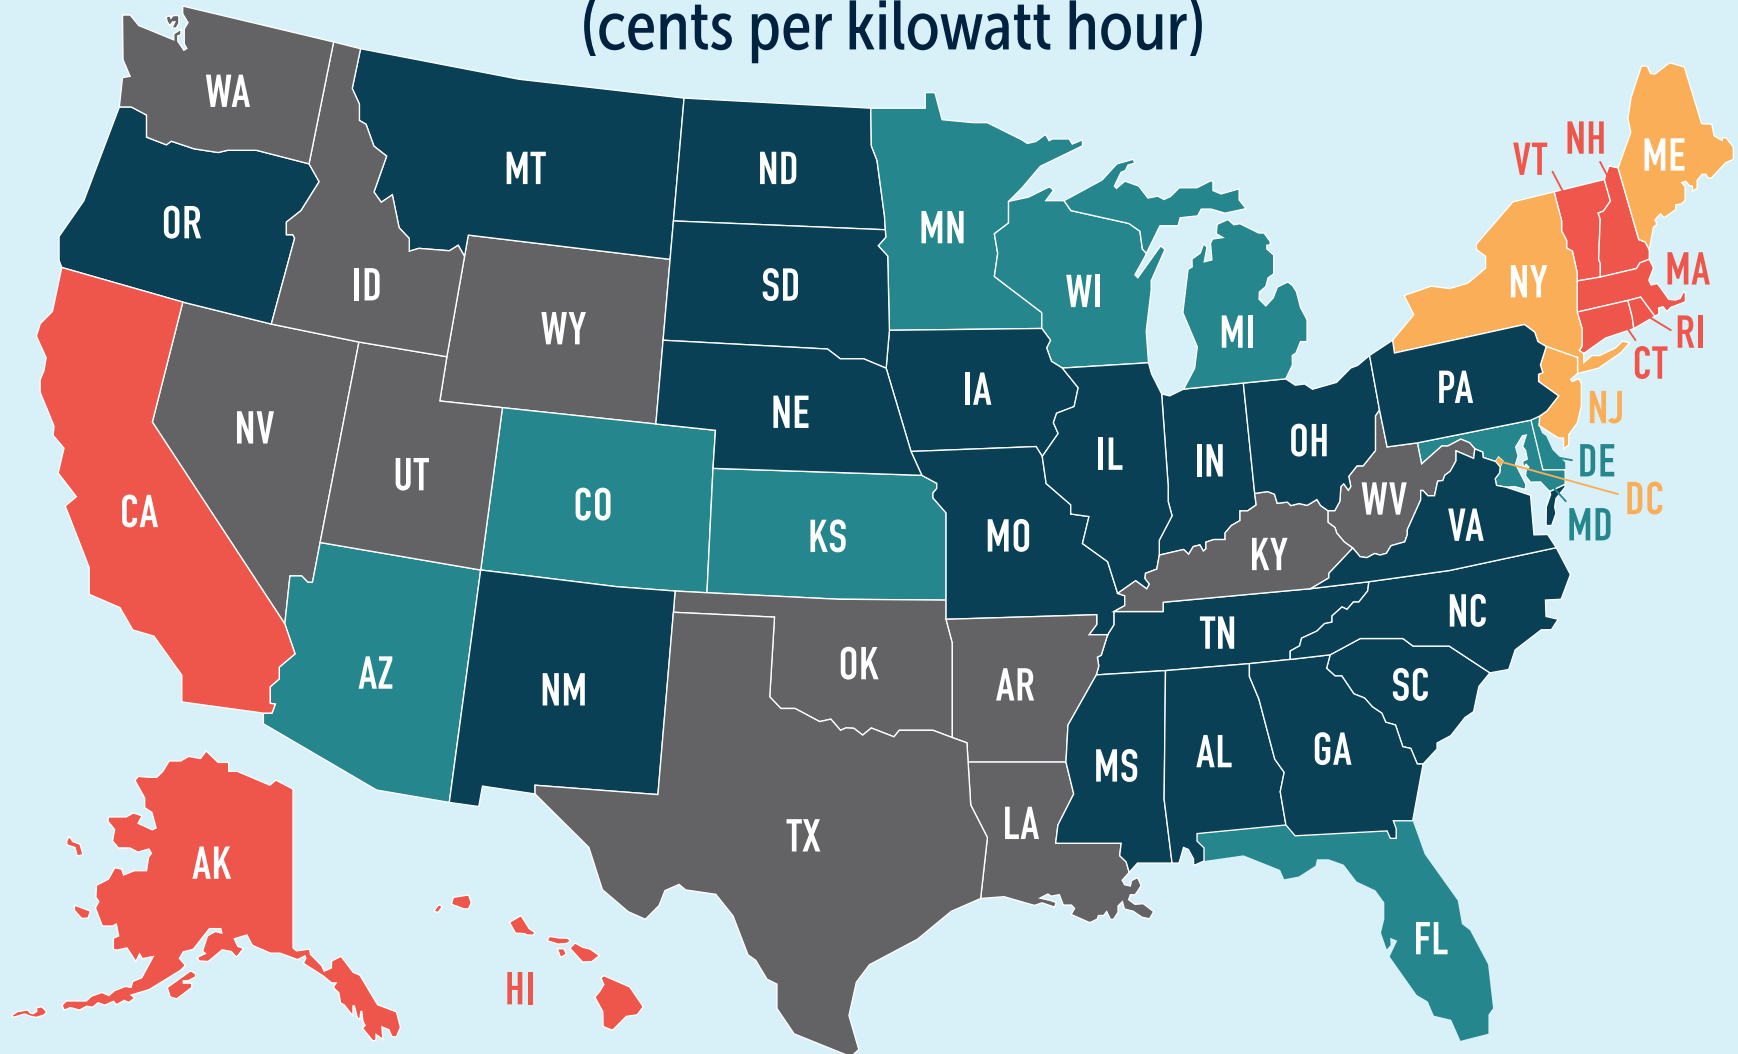 (cents per kilowatt hour)
WA
MT
ND
OR
ID
WY
SD
MN
WI
MI
VT
NH
ME
NY
MA
RI
CT
NJ
PA
DE
DC
MD
CA
NV
UT
CO
NE
IA
KS
MO
IL
IN
OH
WV
VA
KY
NC
TN
SC
AZ
NM
OK
AR
TX
LA
MS
AL
GA
FL
AK
HI